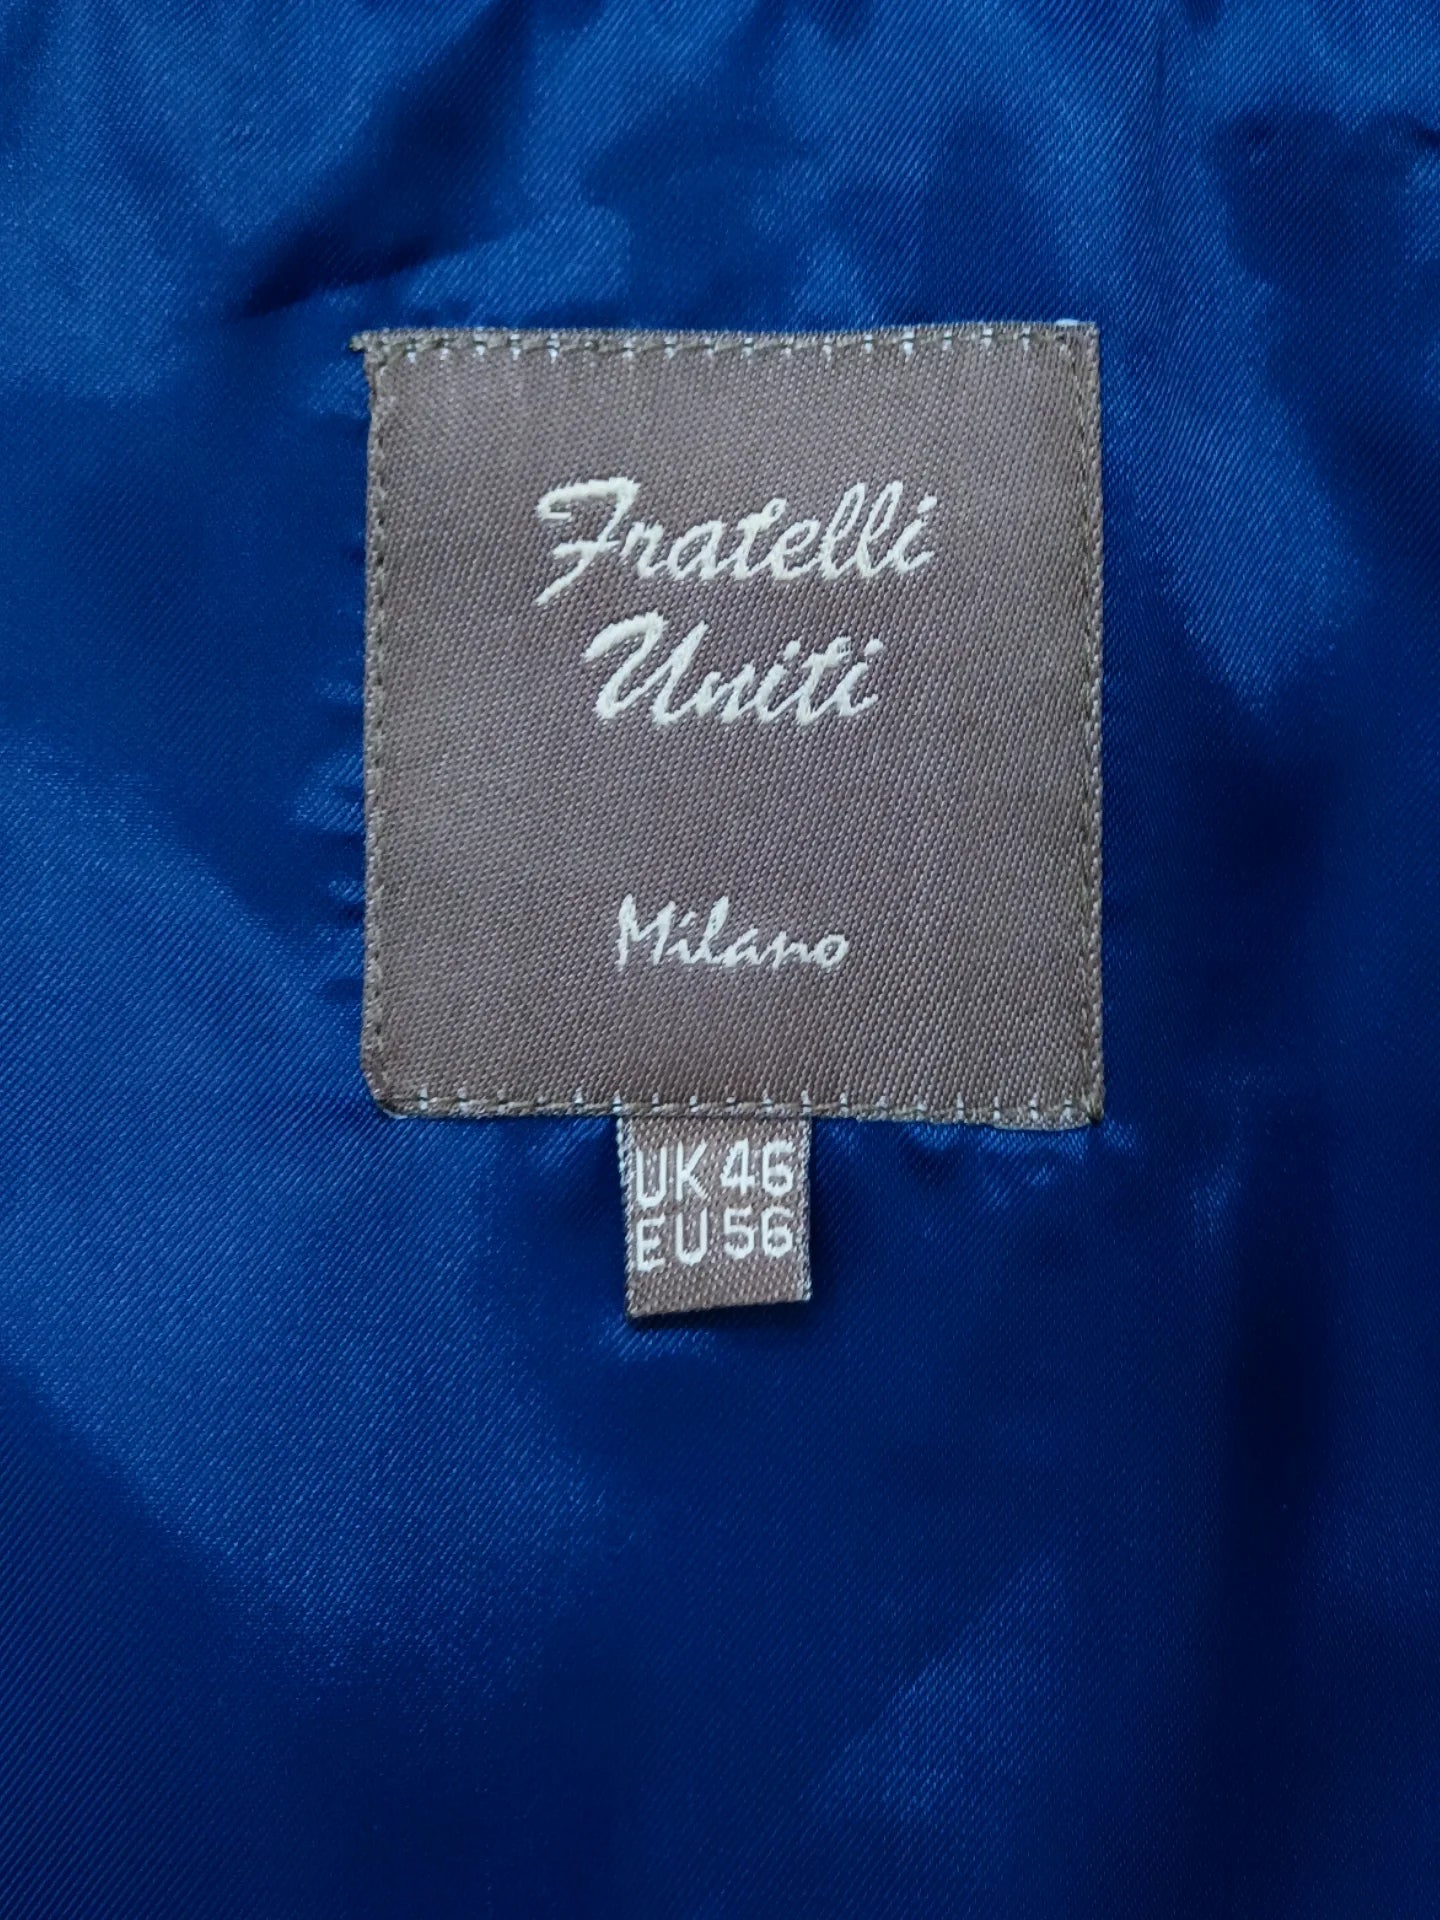 Fratelli
Uniti
Milano
UK 46
EU 56